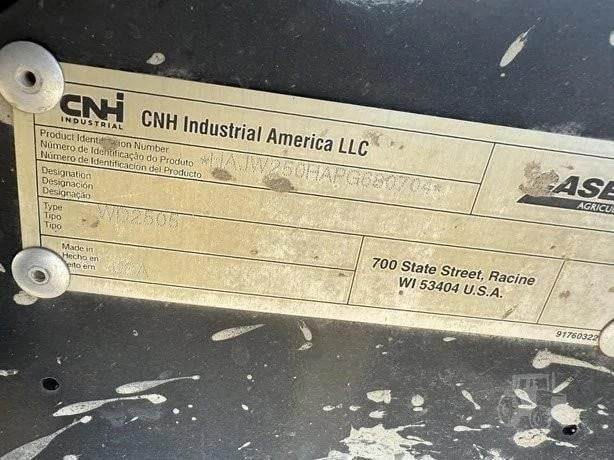 CNH
INDUSTRIAL
CNH Industrial America LLC
Product Identification Number
Número de Identificação do Produto
Número de Identificacion del Producto
*HAJW250HAPG680704*
Designation
Designación
Designação
Type
Tipo
Tipo
WD2505
Made in
Hecho en
Feito em
USA
700 State Street, Racine
WI 53404 U.S.A.
91760322